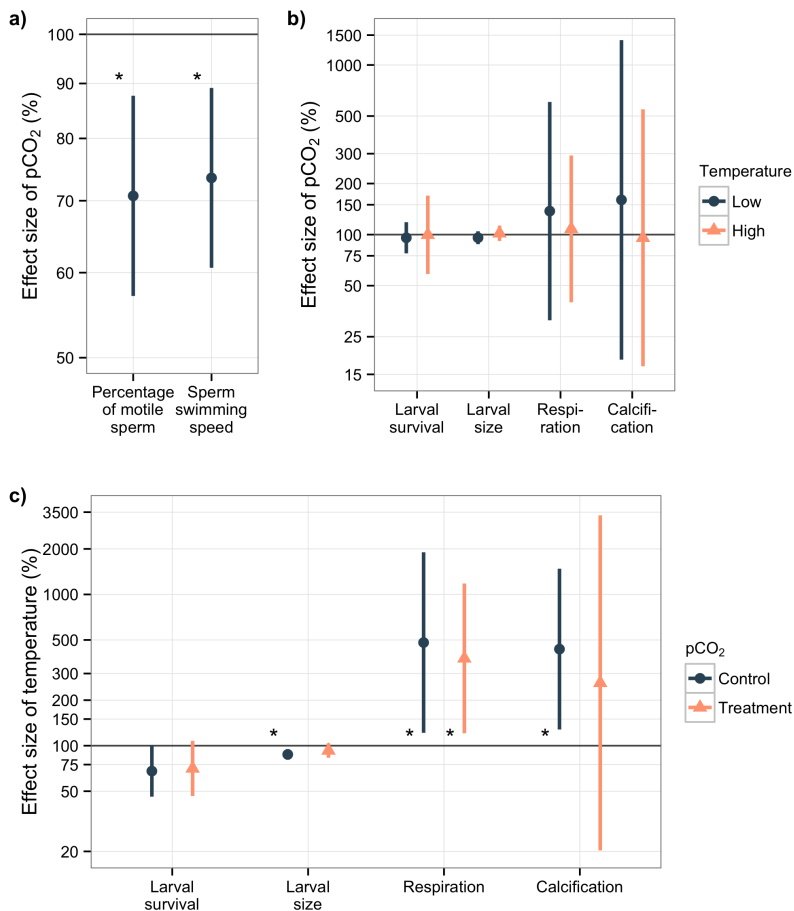 a)
Effect size of pCO2 (%)
100
90
80
70
60
50
*
*
Percentage
of motile
sperm
Sperm
swimming
speed
b)
Effect size of pCO2 (%)
1500
1000
500
300
200
150
100
75
50
25
15
Larval
survival
Larval
size
Respi-
ration
Calcifi-
cation
Temperature
Low
High
c)
Effect size of temperature (%)
3500
2000
1000
500
300
200
150
100
75
50
20
*
*
*
*
Larval
survival
Larval
size
Respiration
Calcification
pCO2
Control
Treatment